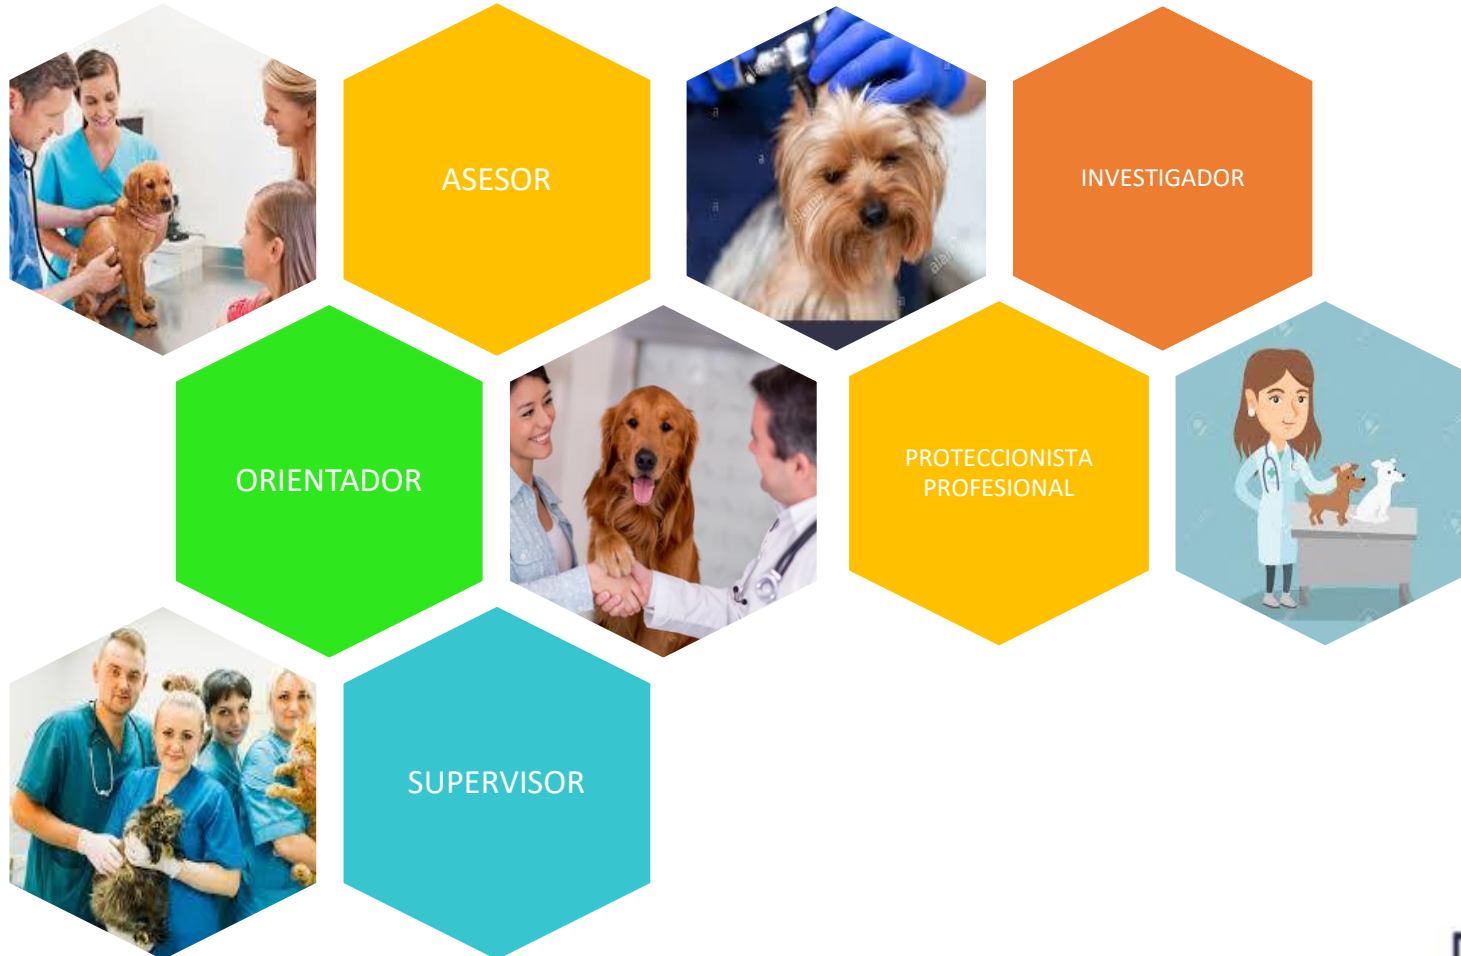 ASESOR
INVESTIGADOR
ORIENTADOR
PROTECCIONISTA
PROFESIONAL
SUPERVISOR